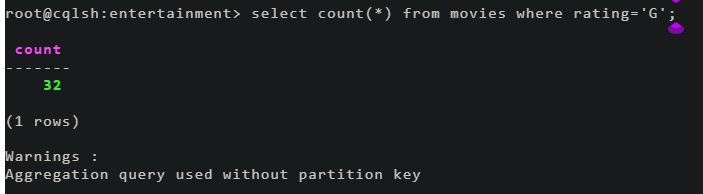 root@cqlsh:entertainment> select count(*) from movies where rating='G';
count
-------
32
(1 rows)
Warnings :
Aggregation query used without partition key